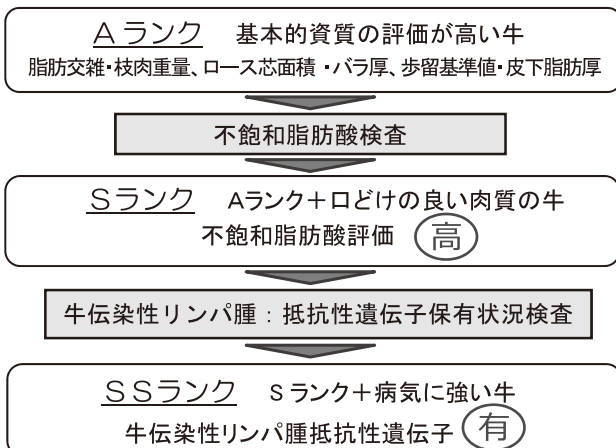 Aランク 基本的資質の評価が高い牛
脂肪交雑・枝肉重量、ロース芯面積・バラ厚、歩留基準値・皮下脂肪厚
不飽和脂肪酸検査
Sランク Aランク+口どけの良い肉質の牛
不飽和脂肪酸評価 高
牛伝染性リンパ腫:抵抗性遺伝子保有状況検査
SSランク Sランク+病気に強い牛
牛伝染性リンパ腫抵抗性遺伝子 有